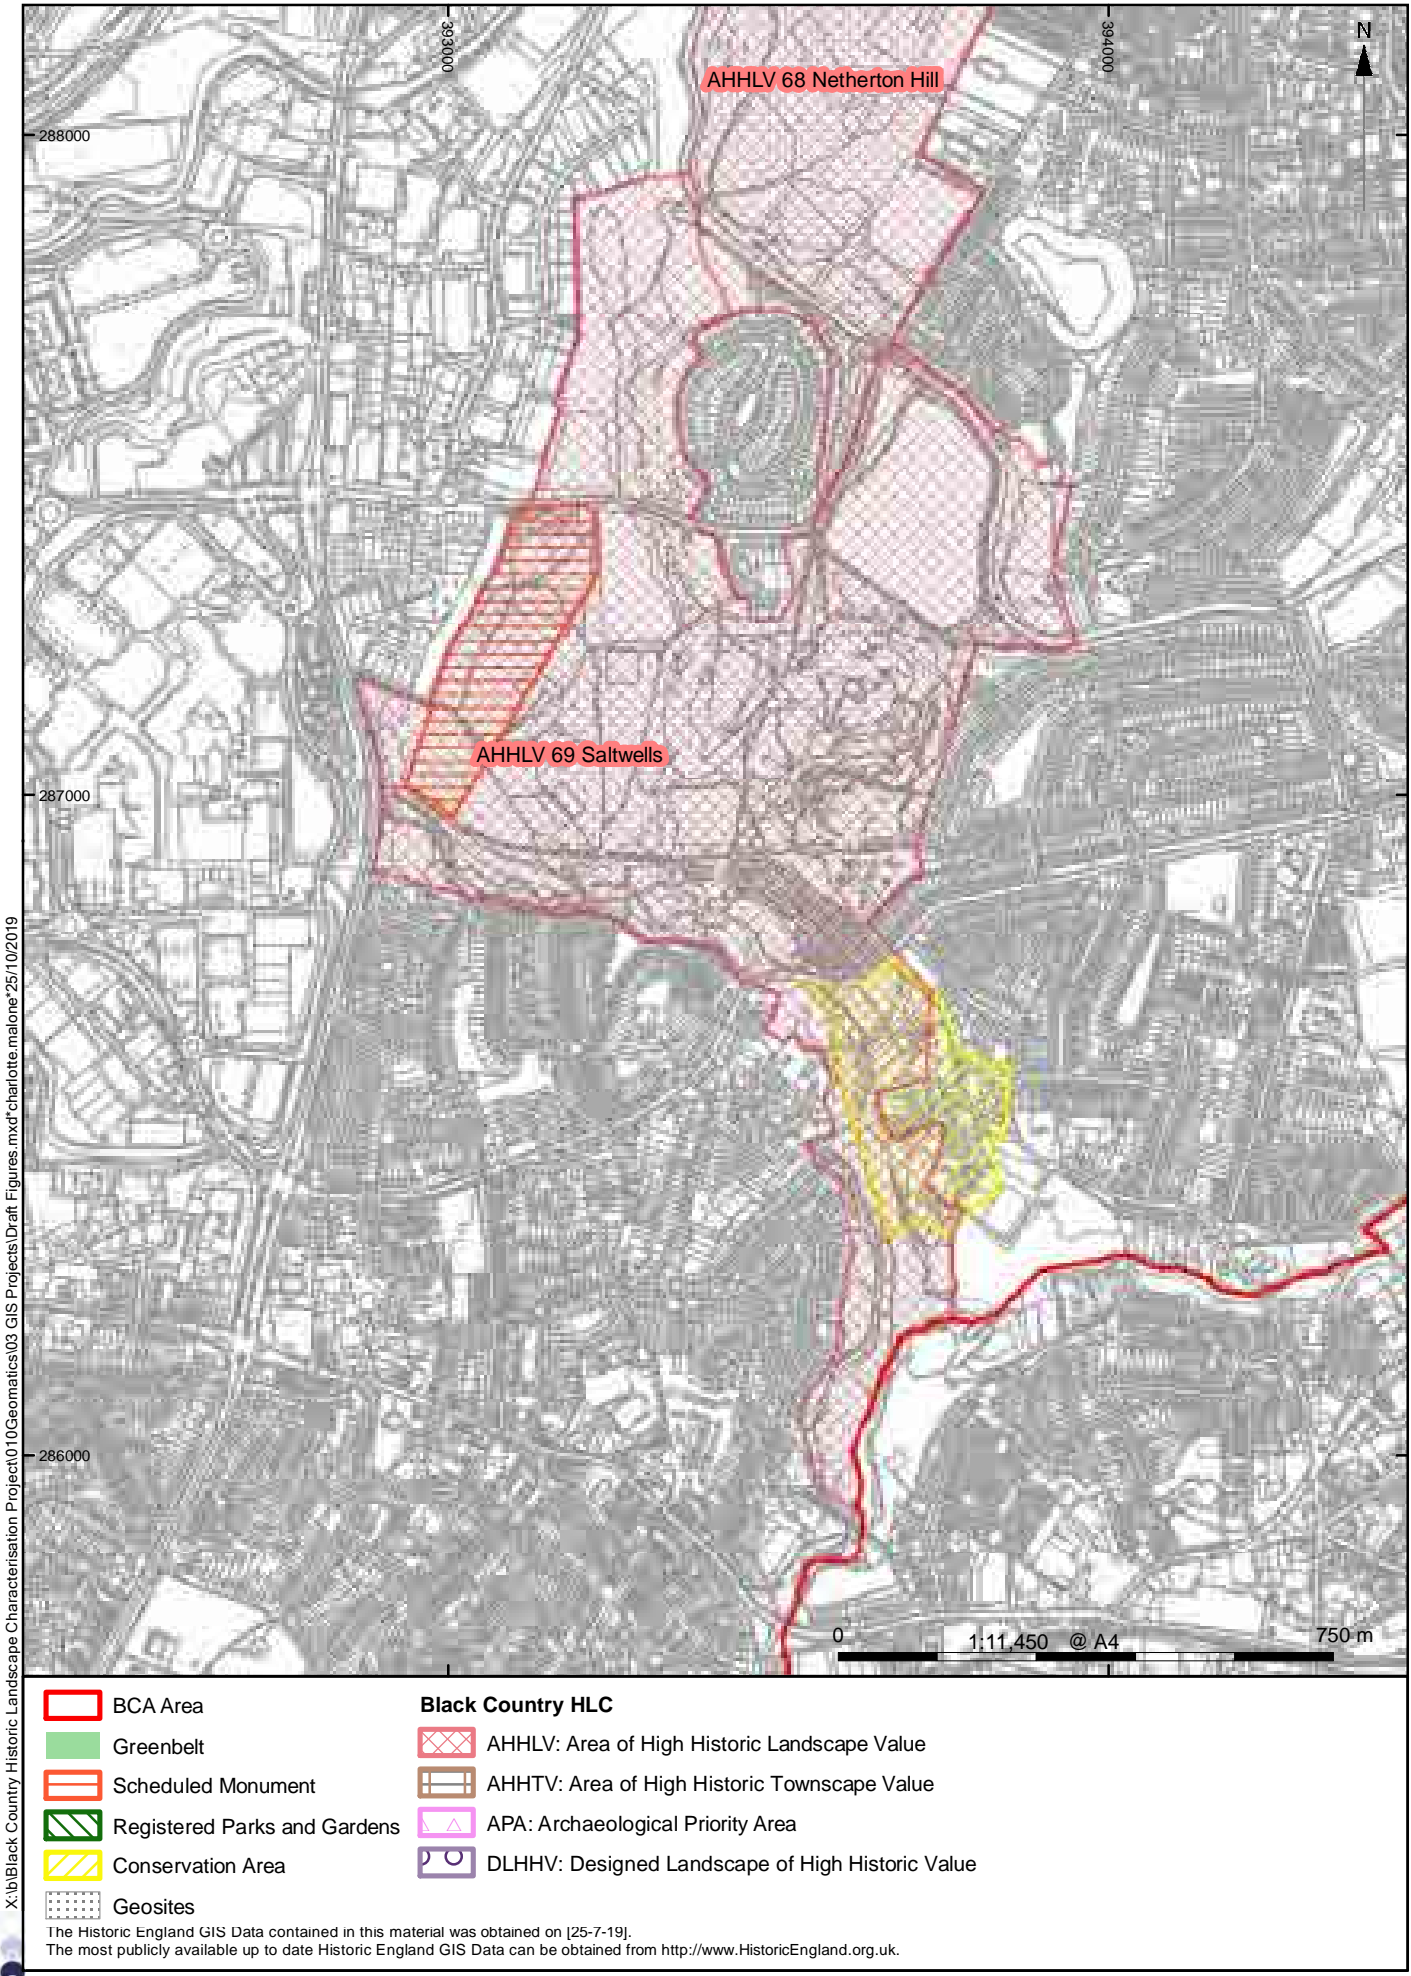 393000
394000
N
AHHLV 68 Netherton Hill
288000
AHHLV 69 Saltwells
287000
286000
0
1:11,450 @ A4
750 m
X:\b\Black Country Historic Landscape Characterisation Project\010Geomatics\03 GIS Projects\Draft Figures.mxd*charlotte.malone*25/10/2019
BCA Area
Greenbelt
Scheduled Monument
Registered Parks and Gardens
Conservation Area
Geosites
Black Country HLC
AHHLV: Area of High Historic Landscape Value
AHHTV: Area of High Historic Townscape Value
APA: Archaeological Priority Area
DLHHV: Designed Landscape of High Historic Value
The Historic England GIS Data contained in this material was obtained on [25-7-19].
The most publicly available up to date Historic England GIS Data can be obtained from http://www.HistoricEngland.org.uk.